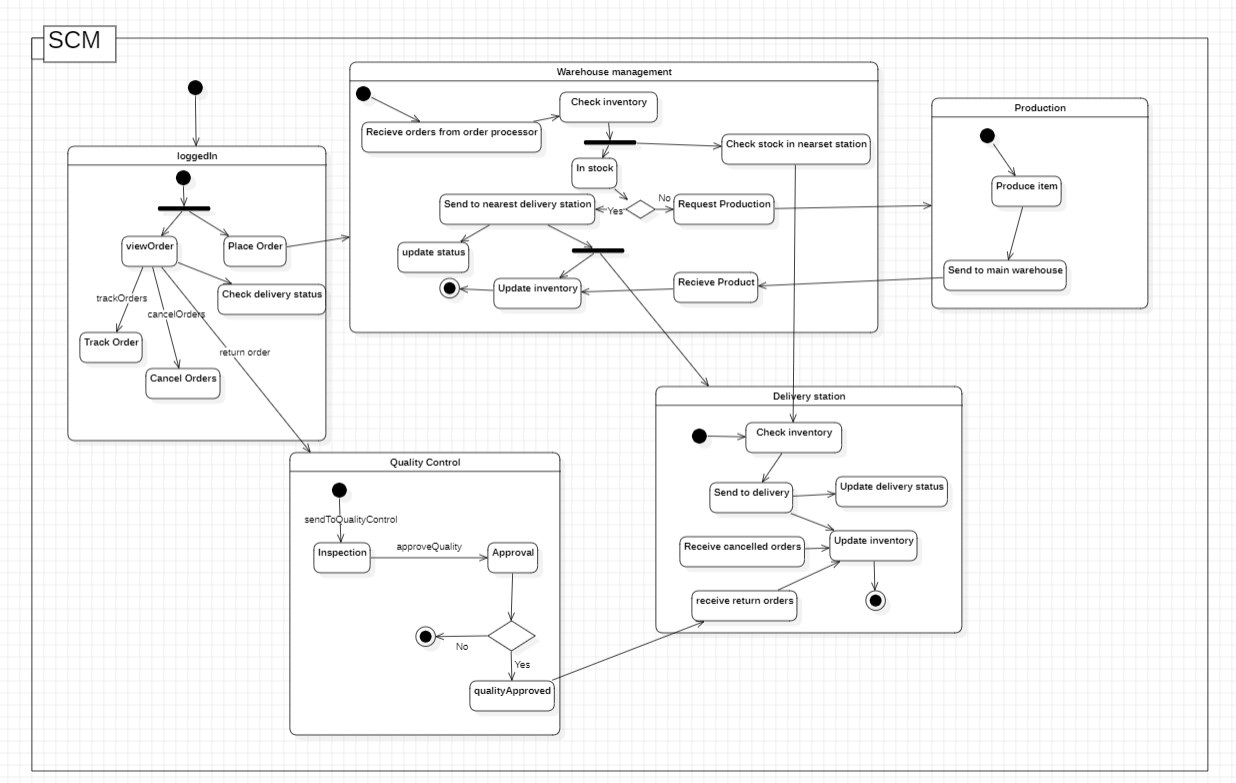 SCM
loggedIn
viewOrder
Place Order
Check delivery status
trackOrders
cancelOrders
return order
Track Order
Cancel Orders
Warehouse management
Recieve orders from order processor
Check inventory
Check stock in nearset station
In stock
Send to nearest delivery station
Yes
No
Request Production
update status
Update inventory
Recieve Product
Production
Produce item
Send to main warehouse
Quality Control
sendToQualityControl
Inspection
approveQuality
Approval
No
Yes
qualityApproved
Delivery station
Check inventory
Send to delivery
Update delivery status
Receive cancelled orders
Update inventory
receive return orders